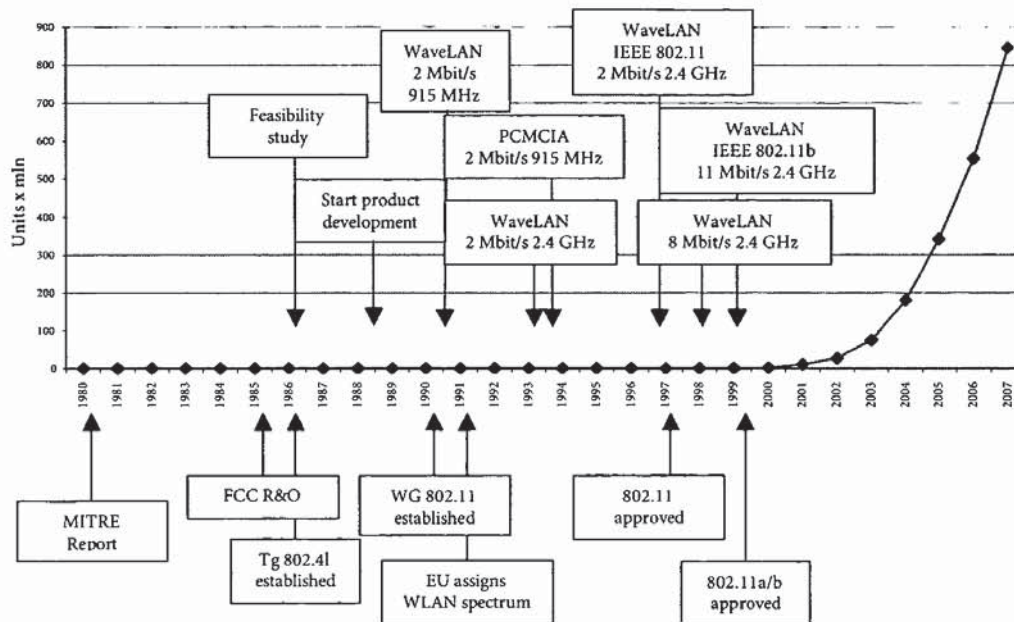 900
800
700
600
500
400
300
200
100
0
Units x mln
WaveLAN
2 Mbit/s
915 MHz
WaveLAN
IEEE 802.11
2 Mbit/s 2.4 GHz
Feasibility
study
PCMCIA
2 Mbit/s 915 MHz
WaveLAN
IEEE 802.11b
11 Mbit/s 2.4 GHz
Start product
development
WaveLAN
2 Mbit/s 2.4 GHz
WaveLAN
8 Mbit/s 2.4 GHz
1980
1981
1982
1983
1984
1985
1986
1987
1988
1989
1990
1991
1992
1993
1994
1995
1996
1997
1998
1999
2000
2001
2002
2003
2004
2005
2006
2007
MITRE
Report
FCC R&O
Tg 802.4l
established
WG 802.11
established
EU assigns
WLAN spectrum
802.11
approved
802.11a/b
approved